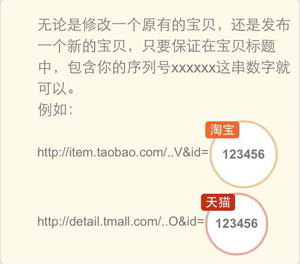 无论是修改一个原有的宝贝，还是发布
一个新的宝贝，只要保证在宝贝标题
中，包含你的序列号xxxxxx这串数字就
可以。
例如：
淘宝
http://item.taobao.com/..V&id= 123456
天猫
http://detail.tmall.com/..O&id= 123456